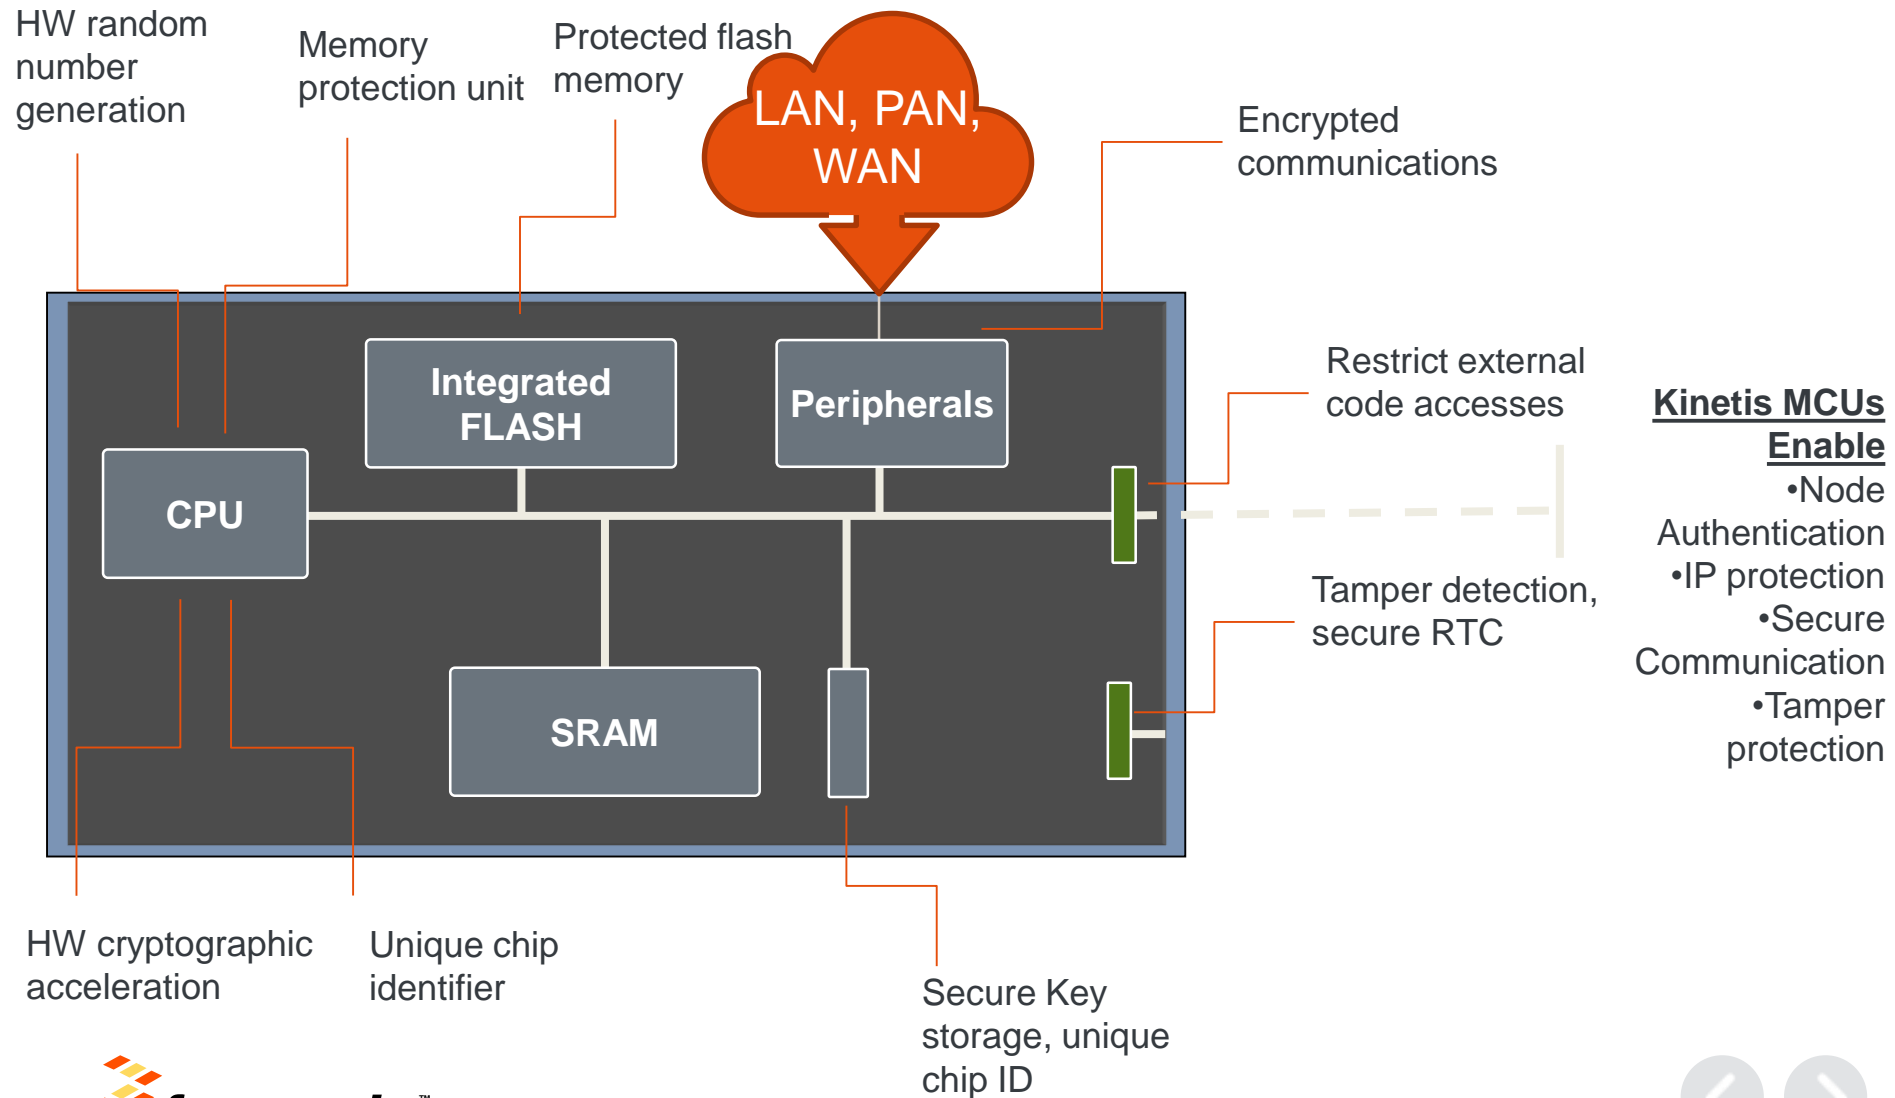 HW random
number
generation
Memory
protection unit
Protected flash
memory
LAN, PAN,
WAN
Encrypted
communications
Integrated
FLASH
Peripherals
CPU
SRAM
Restrict external
code accesses
Tamper detection,
secure RTC
Kinetis MCUs
Enable
•Node
Authentication
•IP protection
•Secure
Communication
•Tamper
protection
HW cryptographic
acceleration
Unique chip
identifier
Secure Key
storage, unique
chip ID